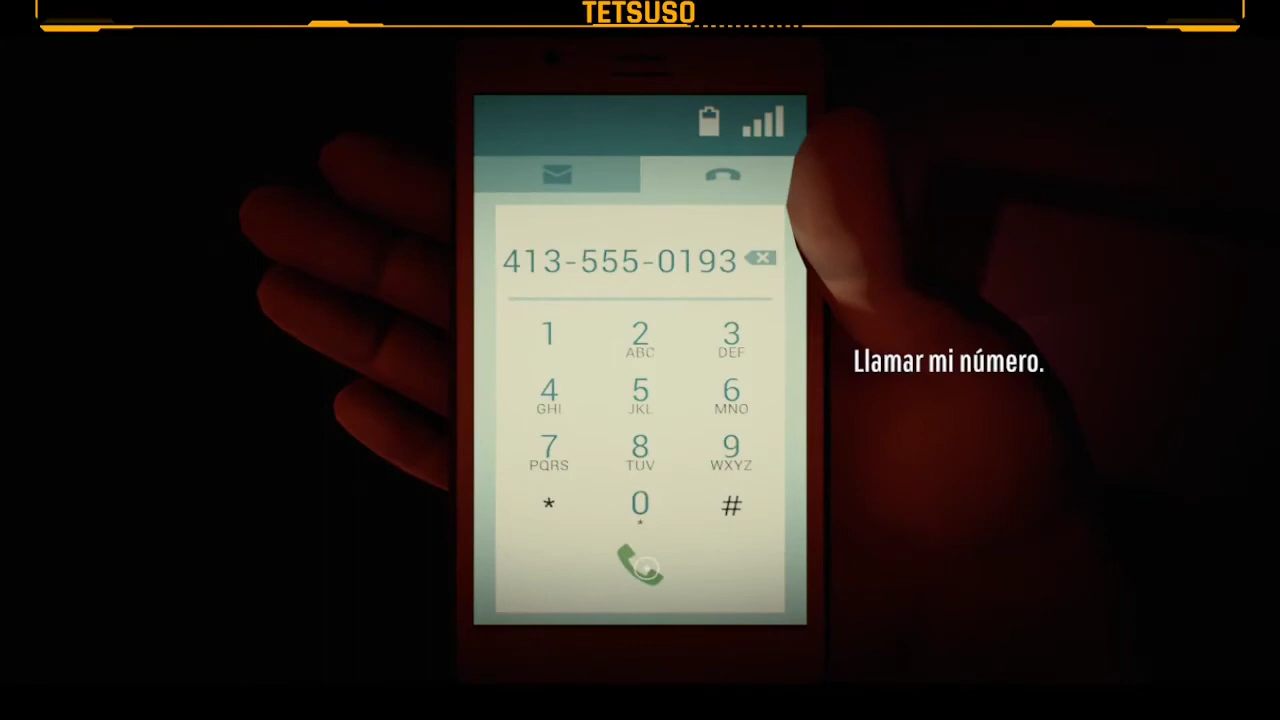 TETSUSO
413-555-0193
1 2 3
ABC DEF
4 5 6
GHI JKL MNO
7 8 9
PQRS TUV WXYZ
* 0 #
*
Llamar mi número.